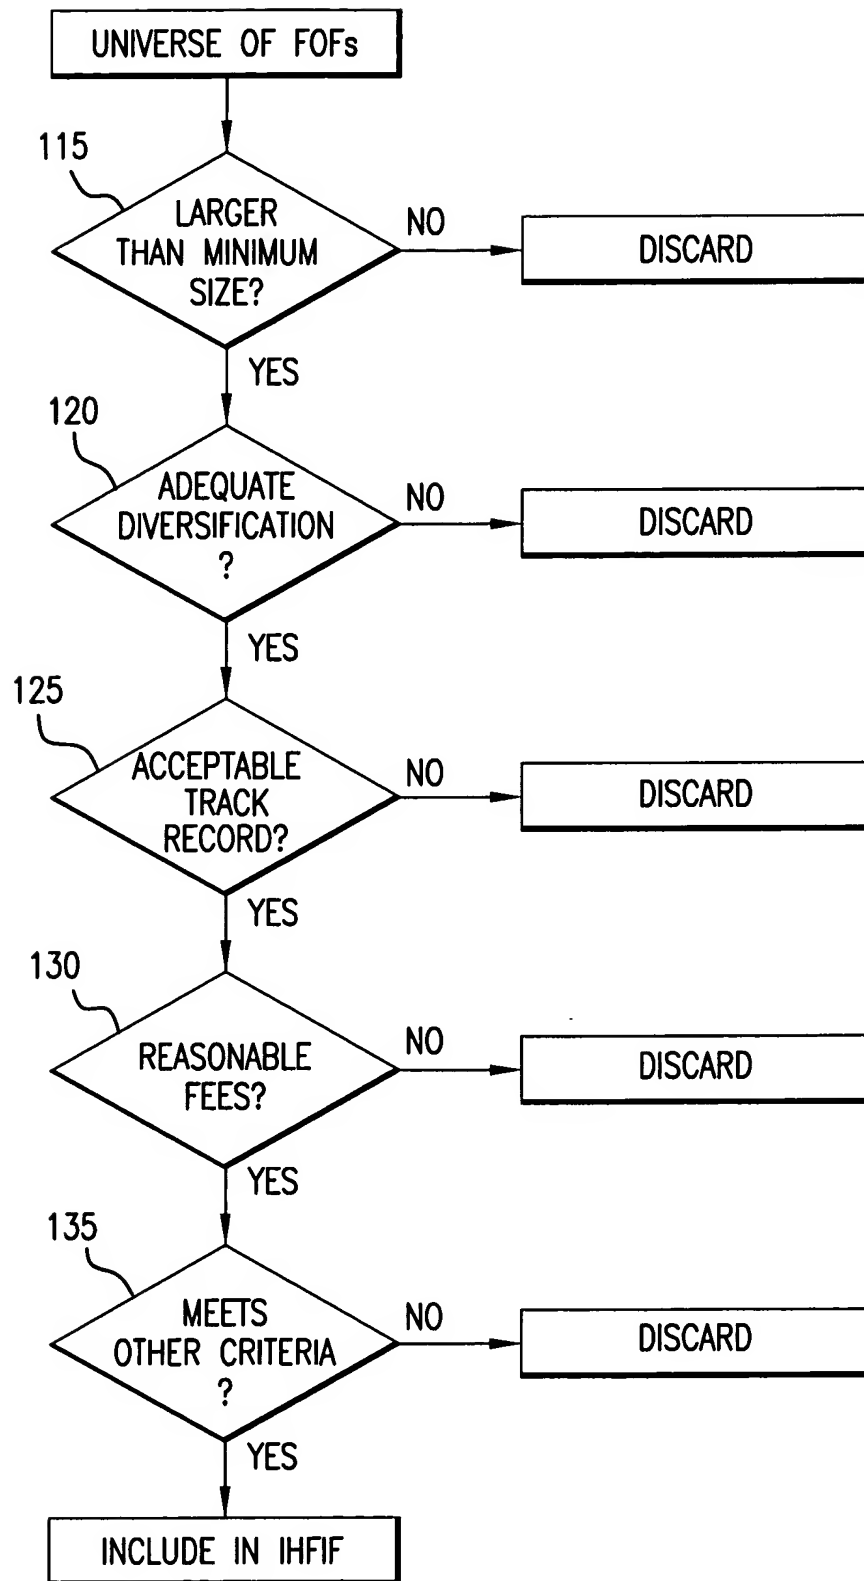 UNIVERSE OF FOFs
115
LARGER
THAN MINIMUM
SIZE?
NO
DISCARD
YES
120
ADEQUATE
DIVERSIFICATION
?
NO
DISCARD
YES
125
ACCEPTABLE
TRACK
RECORD?
NO
DISCARD
YES
130
REASONABLE
FEES?
NO
DISCARD
YES
135
MEETS
OTHER CRITERIA
?
NO
DISCARD
YES
INCLUDE IN IHFIF